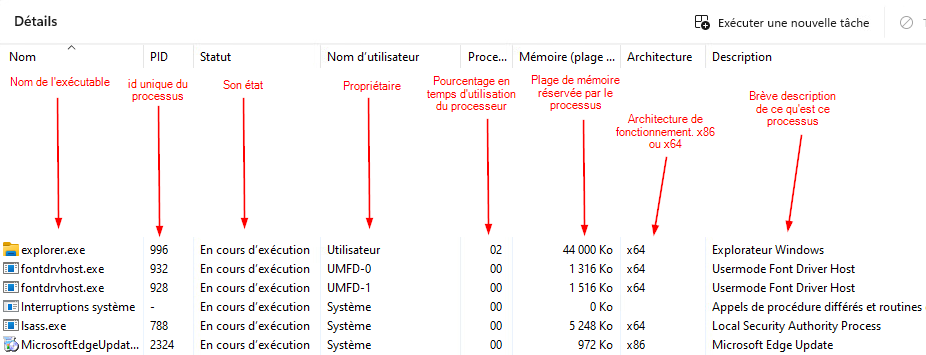 Détails
Exécuter une nouvelle tâche
Nom PID Statut Nom d'utilisateur Proce... Mémoire (plage ... Architecture Description
Nom de l'exécutable
id unique du
processus
Son état
Propriétaire
Pourcentage en
temps d'utilisation
du processeur
Plage de mémoire
réservée par le
processus
Architecture de
fonctionnement. x86
ou x64
Brève description
de ce qu'est ce
processus
explorer.exe 996 En cours d'exécution Utilisateur 02 44 000 Ko x64 Explorateur Windows
fontdrvhost.exe 932 En cours d'exécution UMFD-0 00 1 316 Ko x64 Usermode Font Driver Host
fontdrvhost.exe 928 En cours d'exécution UMFD-1 00 1 516 Ko x64 Usermode Font Driver Host
Interruptions système - En cours d'exécution Système 00 0 Ko Appels de procédure différés et routines
lsass.exe 788 En cours d'exécution Système 00 5 248 Ko x64 Local Security Authority Process
MicrosoftEdgeUpdat... 2324 En cours d'exécution Système 00 972 Ko x86 Microsoft Edge Update